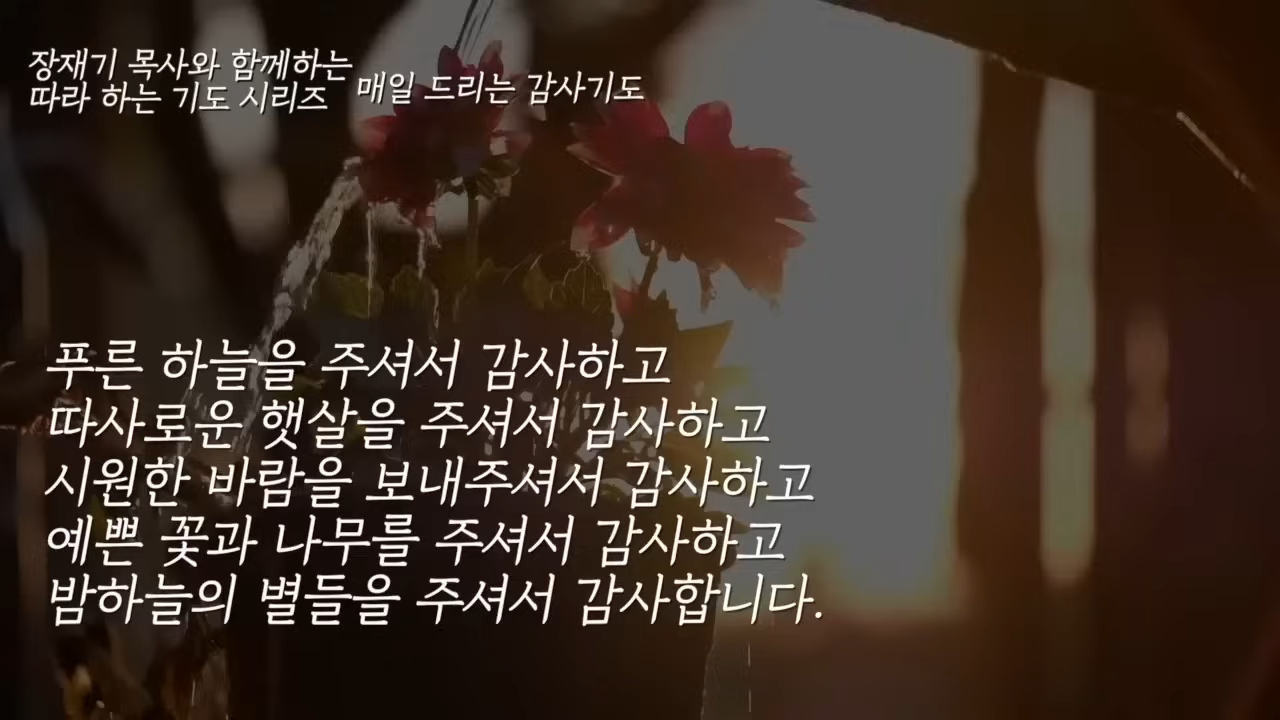 장재기 목사와 함께하는
따라 하는 기도 시리즈
매일 드리는 감사기도
푸른 하늘을 주셔서 감사하고
따사로운 햇살을 주셔서 감사하고
시원한 바람을 보내주셔서 감사하고
예쁜 꽃과 나무를 주셔서 감사하고
밤하늘의 별들을 주셔서 감사합니다.